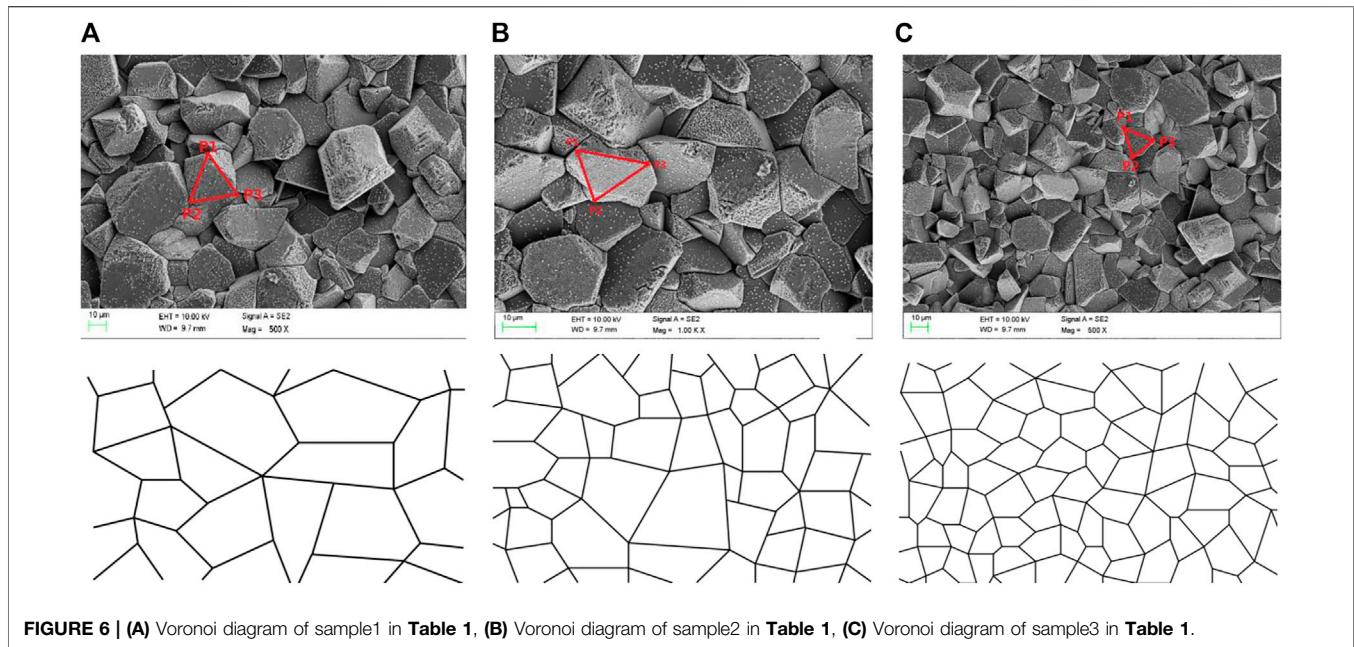 A
B
C
P1
P2
P3
P1
P2
P3
P1
P2
P3
10 µm
EHT = 10.00 kV
Signal A = SE2
WD = 9.7 mm
Mag = 500 X
10 µm
EHT = 10.00 kV
Signal A = SE2
WD = 9.7 mm
Mag = 1.00 K X
10 µm
EHT = 10.00 kV
Signal A = SE2
WD = 9.7 mm
Mag = 500 X
FIGURE 6 | (A) Voronoi diagram of sample1 in Table 1, (B) Voronoi diagram of sample2 in Table 1, (C) Voronoi diagram of sample3 in Table 1.